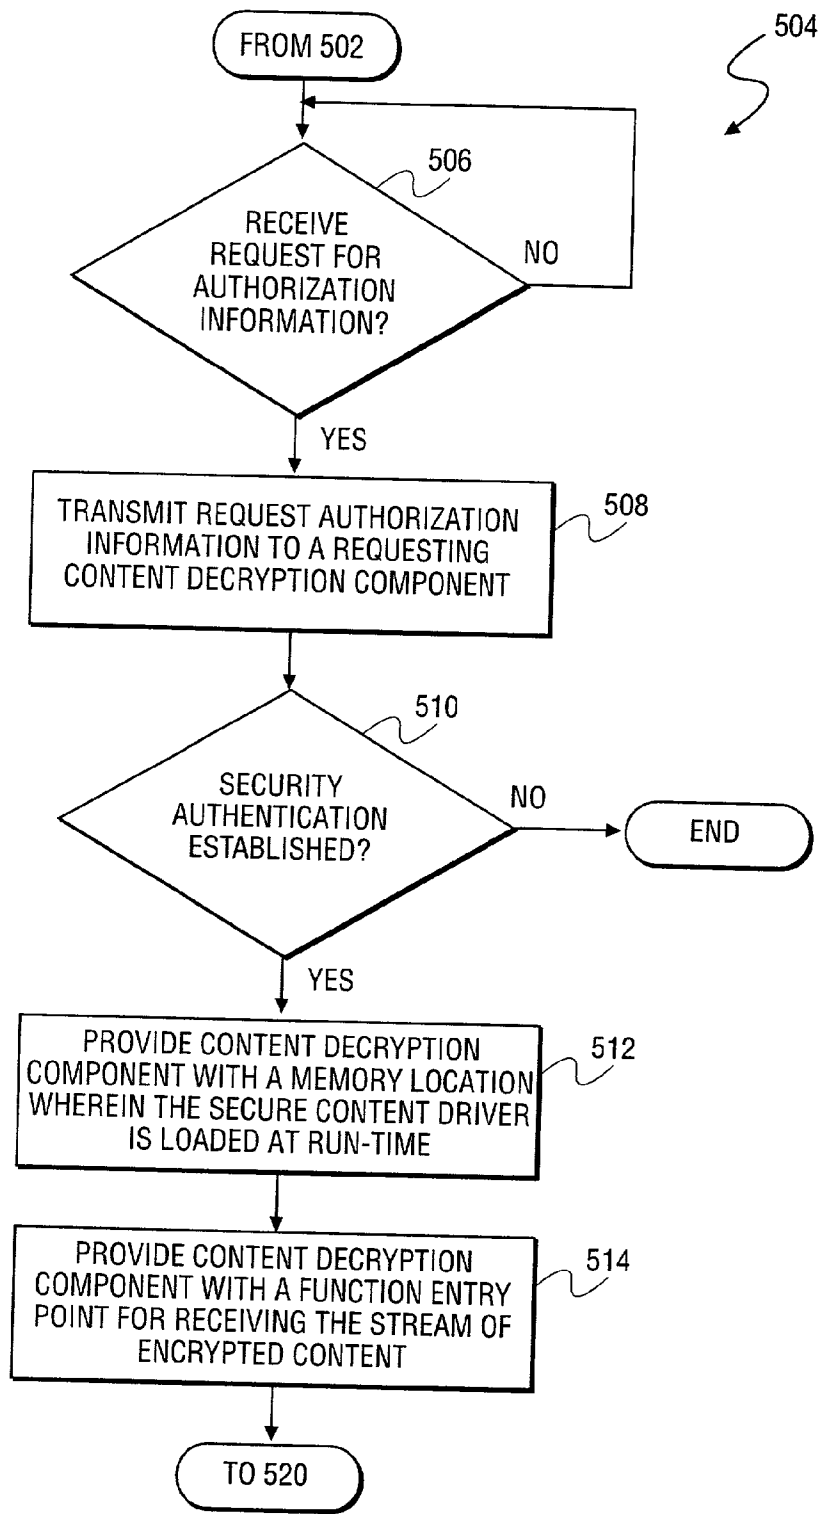 FROM 502
504
506
RECEIVE
REQUEST FOR
AUTHORIZATION
INFORMATION?
NO
YES
508
TRANSMIT REQUEST AUTHORIZATION
INFORMATION TO A REQUESTING
CONTENT DECRYPTION COMPONENT
510
SECURITY
AUTHENTICATION
ESTABLISHED?
NO
END
YES
512
PROVIDE CONTENT DECRYPTION
COMPONENT WITH A MEMORY LOCATION
WHEREIN THE SECURE CONTENT DRIVER
IS LOADED AT RUN-TIME
514
PROVIDE CONTENT DECRYPTION
COMPONENT WITH A FUNCTION ENTRY
POINT FOR RECEIVING THE STREAM OF
ENCRYPTED CONTENT
TO 520